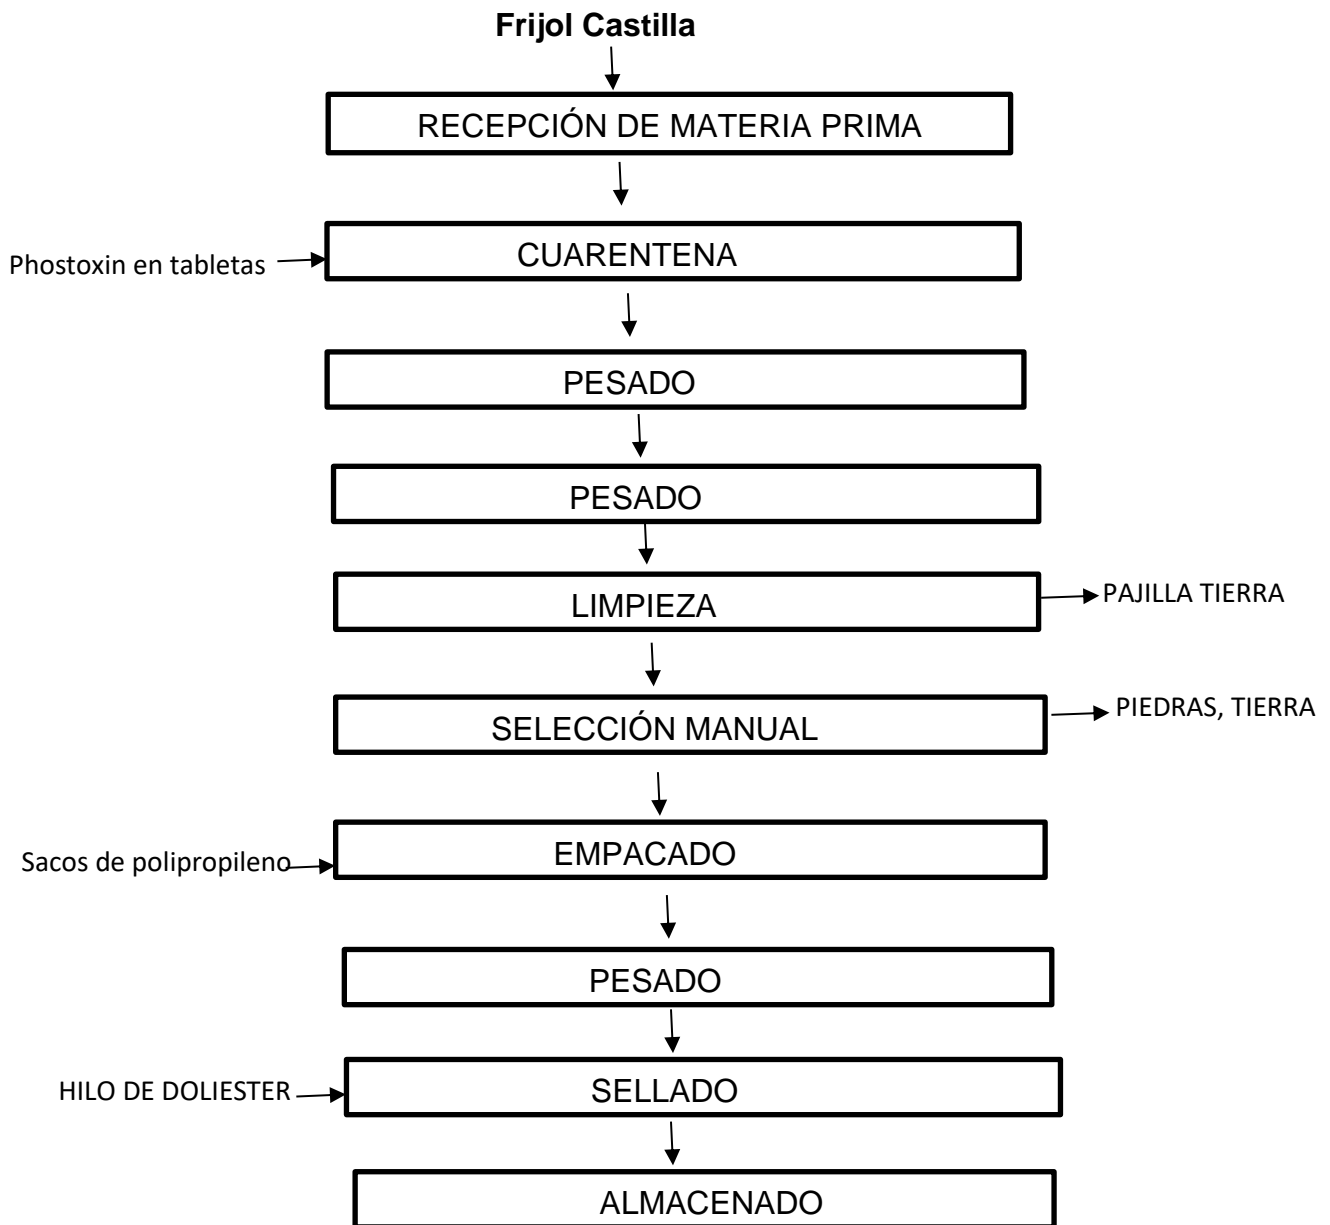 Frijol Castilla
RECEPCIÓN DE MATERIA PRIMA
Phostoxin en tabletas
CUARENTENA
PESADO
PESADO
LIMPIEZA
PAJILLA TIERRA
SELECCIÓN MANUAL
PIEDRAS, TIERRA
Sacos de polipropileno
EMPACADO
PESADO
HILO DE DOLIESTER
SELLADO
ALMACENADO